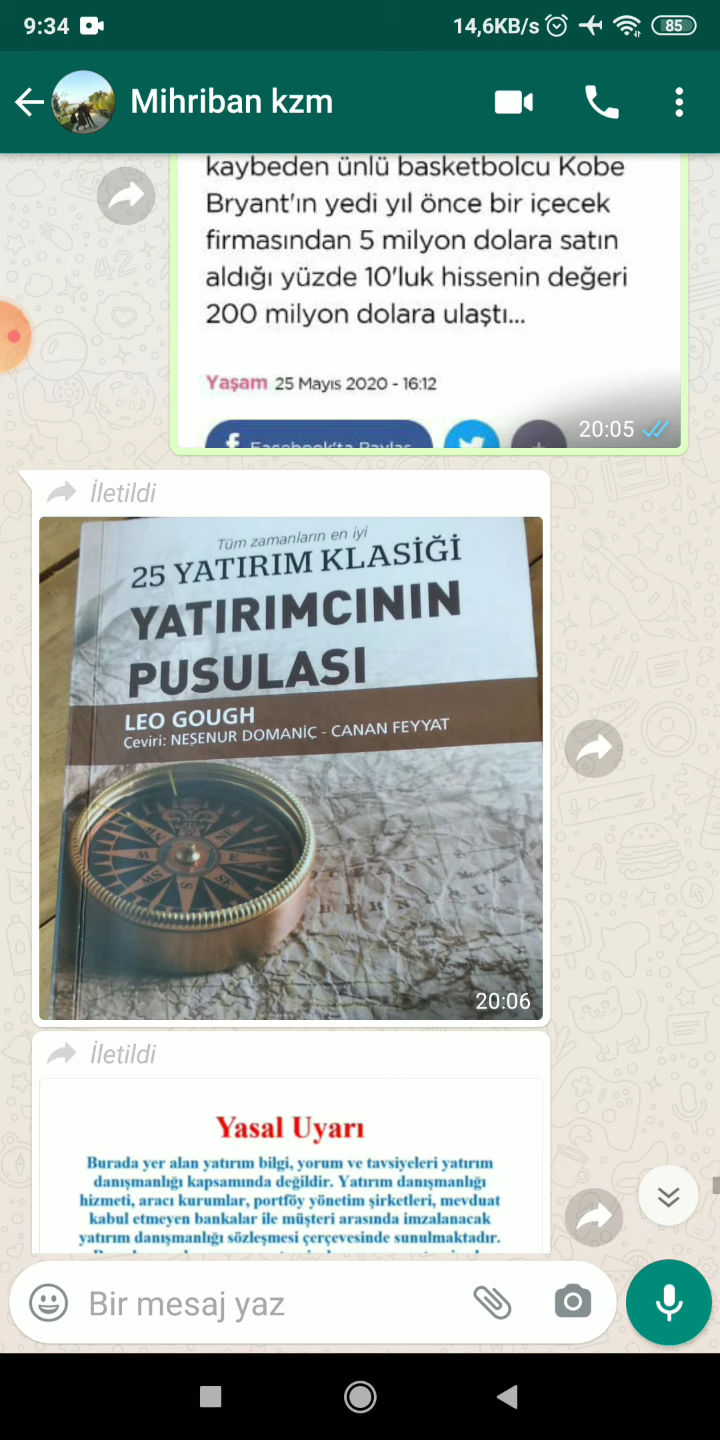 9:34
14,6KB/s
85
Mihriban kzm
kaybeden ünlü basketbolcu Kobe
Bryant'ın yedi yıl önce bir içecek
firmasından 5 milyon dolara satın
aldığı yüzde 10'luk hissenin değeri
200 milyon dolara ulaştı...
Yaşam 25 Mayıs 2020 - 16:12
Facebook'ta Paylaş
20:05
İletildi
Tüm zamanların en iyi
25 YATIRIM KLASİĞİ
YATIRIMCININ
PUSULASI
LEO GOUGH
Çeviri: NEŞENUR DOMANİÇ - CANAN FEYYAT
20:06
İletildi
Yasal Uyarı
Burada yer alan yatırım bilgi, yorum ve tavsiyeleri yatırım
danışmanlığı kapsamında değildir. Yatırım danışmanlığı
hizmeti, aracı kurumlar, portföy yönetim şirketleri, mevduat
kabul etmeyen bankalar ile müşteri arasında imzalanacak
yatırım danışmanlığı sözleşmesi çerçevesinde sunulmaktadır.
Bir mesaj yaz